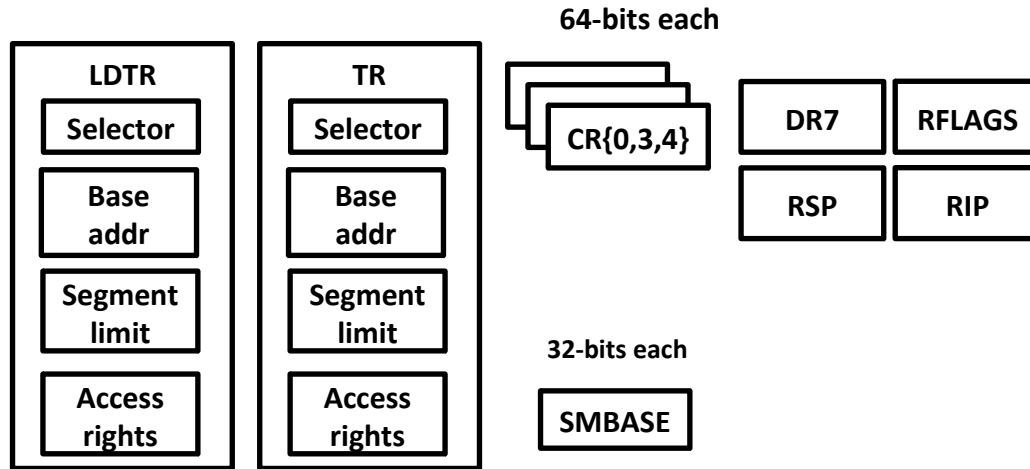 64-bits each
LDTR
Selector
Base
addr
Segment
limit
Access
rights
TR
Selector
Base
addr
Segment
limit
Access
rights
CR{0,3,4}
DR7
RFLAGS
RSP
RIP
32-bits each
SMBASE